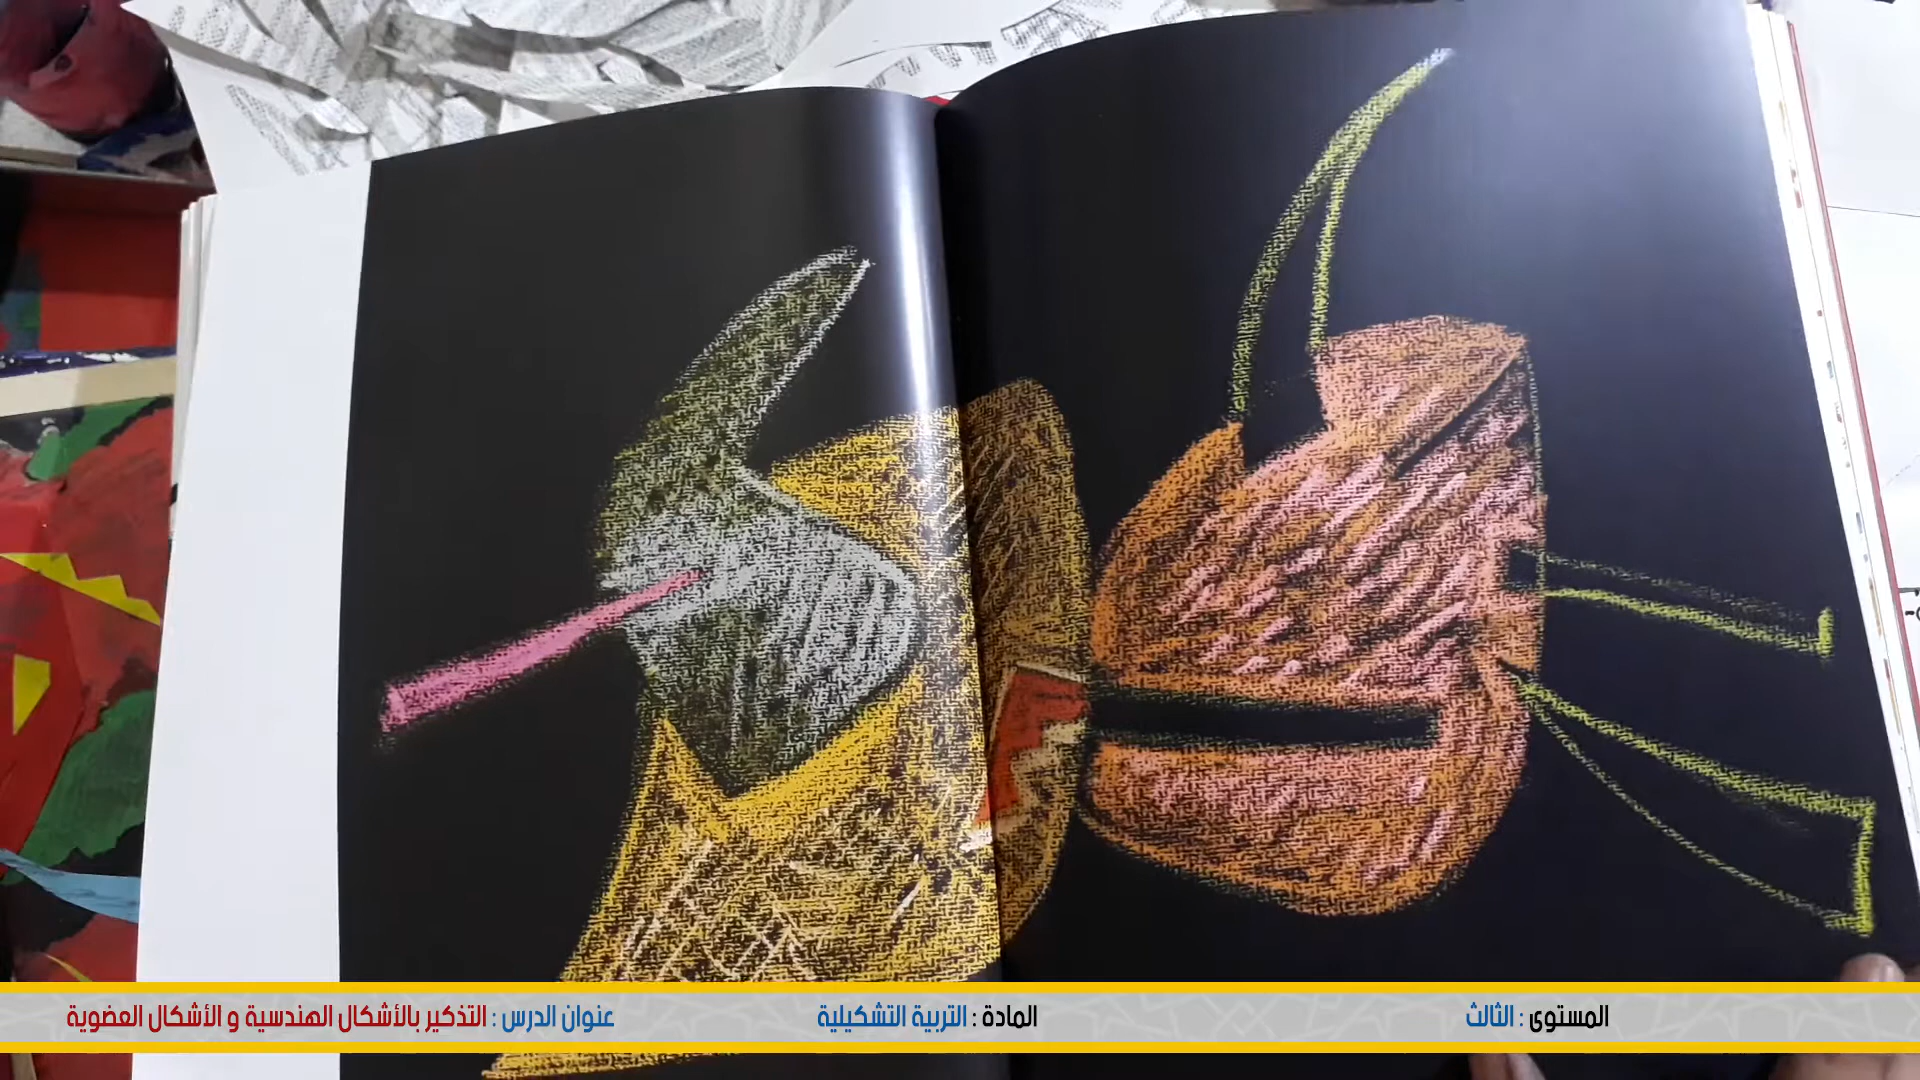 المستوى : الثالث
المادة : التربية التشكيلية
عنوان الدرس : التذكير بالأشكال الهندسية و الأشكال العضوية